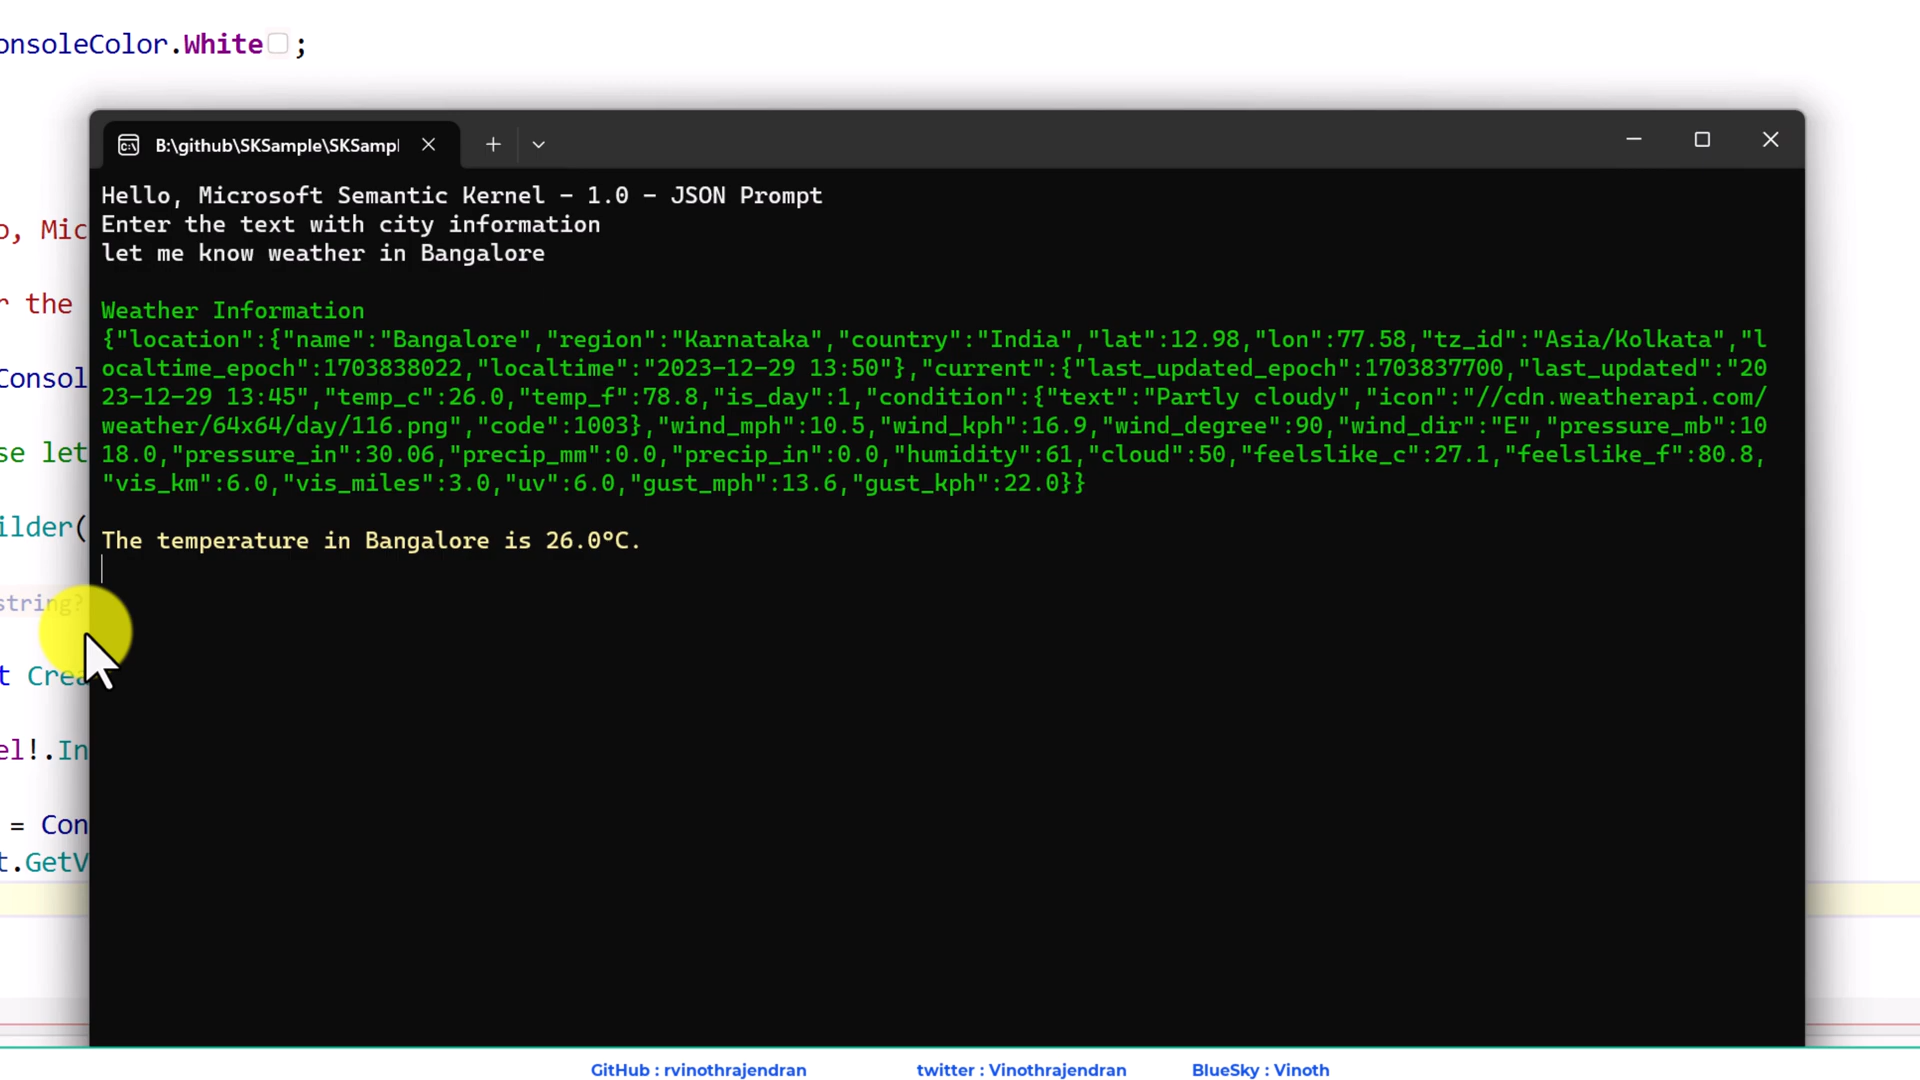 onsoleColor.White ;
B:\github\SKSample\SKSampl
Hello, Microsoft Semantic Kernel - 1.0 - JSON Prompt
o, Mic
Enter the text with city information
let me know weather in Bangalore
r the
Weather Information
{"location":{"name":"Bangalore","region":"Karnataka","country":"India","lat":12.98,"lon":77.58,"tz_id":"Asia/Kolkata","l
Consol
ocaltime_epoch":1703838022,"localtime":"2023-12-29 13:50"},"current":{"last_updated_epoch":1703837700,"last_updated":"20
23-12-29 13:45","temp_c":26.0,"temp_f":78.8,"is_day":1,"condition":{"text":"Partly cloudy","icon":"//cdn.weatherapi.com/
weather/64x64/day/116.png","code":1003},"wind_mph":10.5,"wind_kph":16.9,"wind_degree":90,"wind_dir":"E","pressure_mb":10
se let
18.0,"pressure_in":30.06,"precip_mm":0.0,"precip_in":0.0,"humidity":61,"cloud":50,"feelslike_c":27.1,"feelslike_f":80.8,
"vis_km":6.0,"vis_miles":3.0,"uv":6.0,"gust_mph":13.6,"gust_kph":22.0}}
ilder(
The temperature in Bangalore is 26.0°C.
string?
t Crea
el!.In
= Con
t.GetV
GitHub : rvinothrajendran
twitter : Vinothrajendran
BlueSky : Vinoth